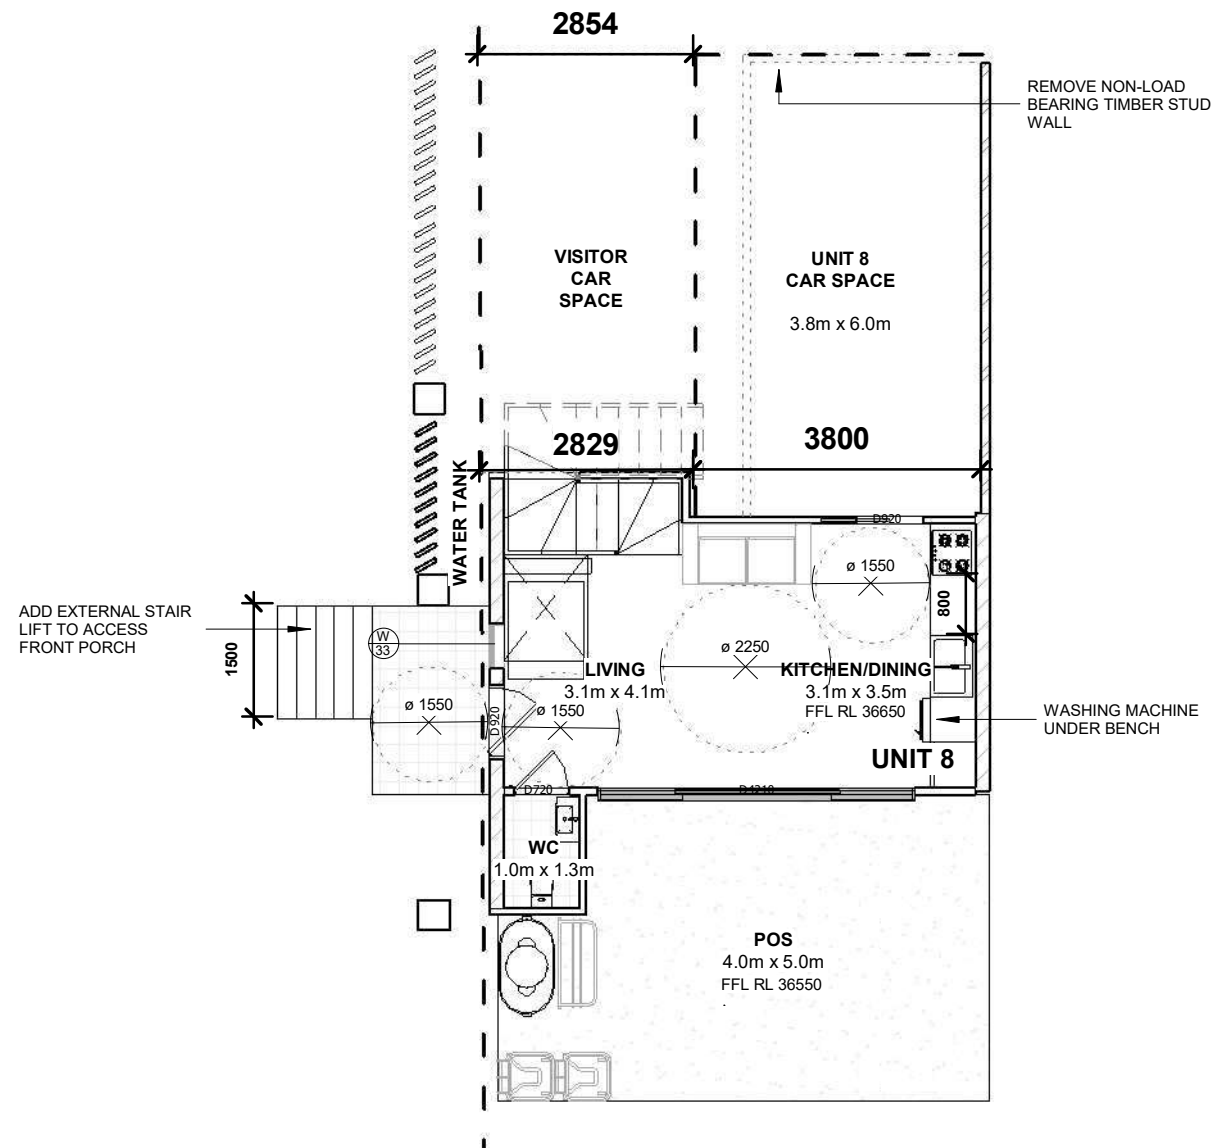 2854
REMOVE NON-LOAD
BEARING TIMBER STUD
WALL
VISITOR
CAR
SPACE
UNIT 8
CAR SPACE
3.8m x 6.0m
2829
3800
WATER TANK
D920
ø 1550
800
ADD EXTERNAL STAIR
LIFT TO ACCESS
FRONT PORCH
1500
W
33
ø 2250
LIVING
3.1m x 4.1m
KITCHEN/DINING
3.1m x 3.5m
FFL RL 36650
ø 1550
D920
ø 1550
WASHING MACHINE
UNDER BENCH
UNIT 8
D720
D4210
WC
1.0m x 1.3m
POS
4.0m x 5.0m
FFL RL 36550